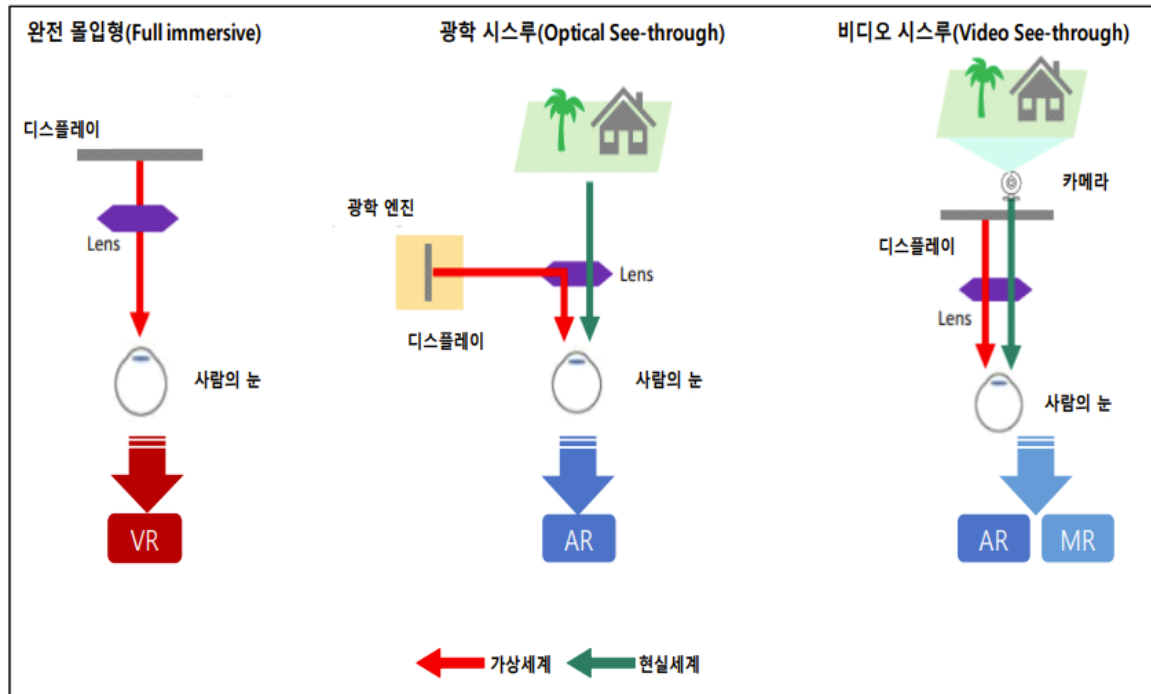 완전 몰입형(Full immersive)
디스플레이
Lens
사람의 눈
VR
광학 시스루(Optical See-through)
광학 엔진
Lens
디스플레이
사람의 눈
AR
비디오 시스루(Video See-through)
카메라
디스플레이
Lens
사람의 눈
AR
MR
가상세계
현실세계